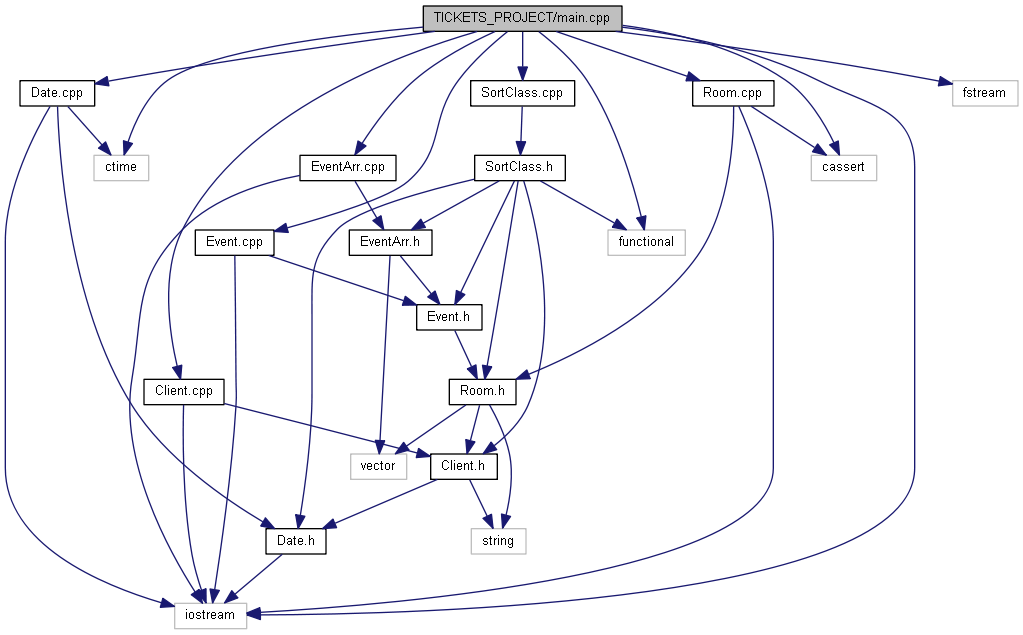 TICKETS_PROJECT/main.cpp
Date.cpp
SortClass.cpp
Room.cpp
fstream
ctime
EventArr.cpp
SortClass.h
cassert
Event.cpp
EventArr.h
functional
Event.h
Client.cpp
Room.h
vector
Client.h
Date.h
string
iostream